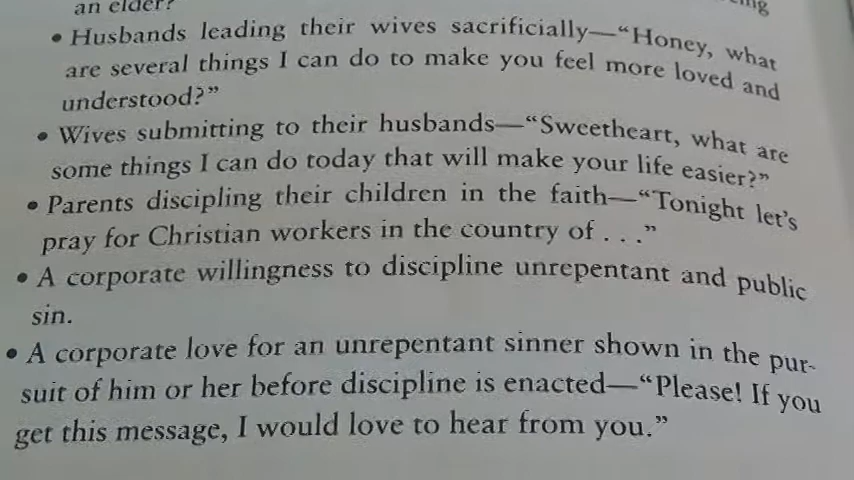 an elder?
• Husbands leading their wives sacrificially—“Honey, what
are several things I can do to make you feel more loved and
understood?”
• Wives submitting to their husbands—“Sweetheart, what are
some things I can do today that will make your life easier?”
• Parents discipling their children in the faith—“Tonight let’s
pray for Christian workers in the country of . . .”
• A corporate willingness to discipline unrepentant and public
sin.
• A corporate love for an unrepentant sinner shown in the pur-
suit of him or her before discipline is enacted—“Please! If you
get this message, I would love to hear from you.”